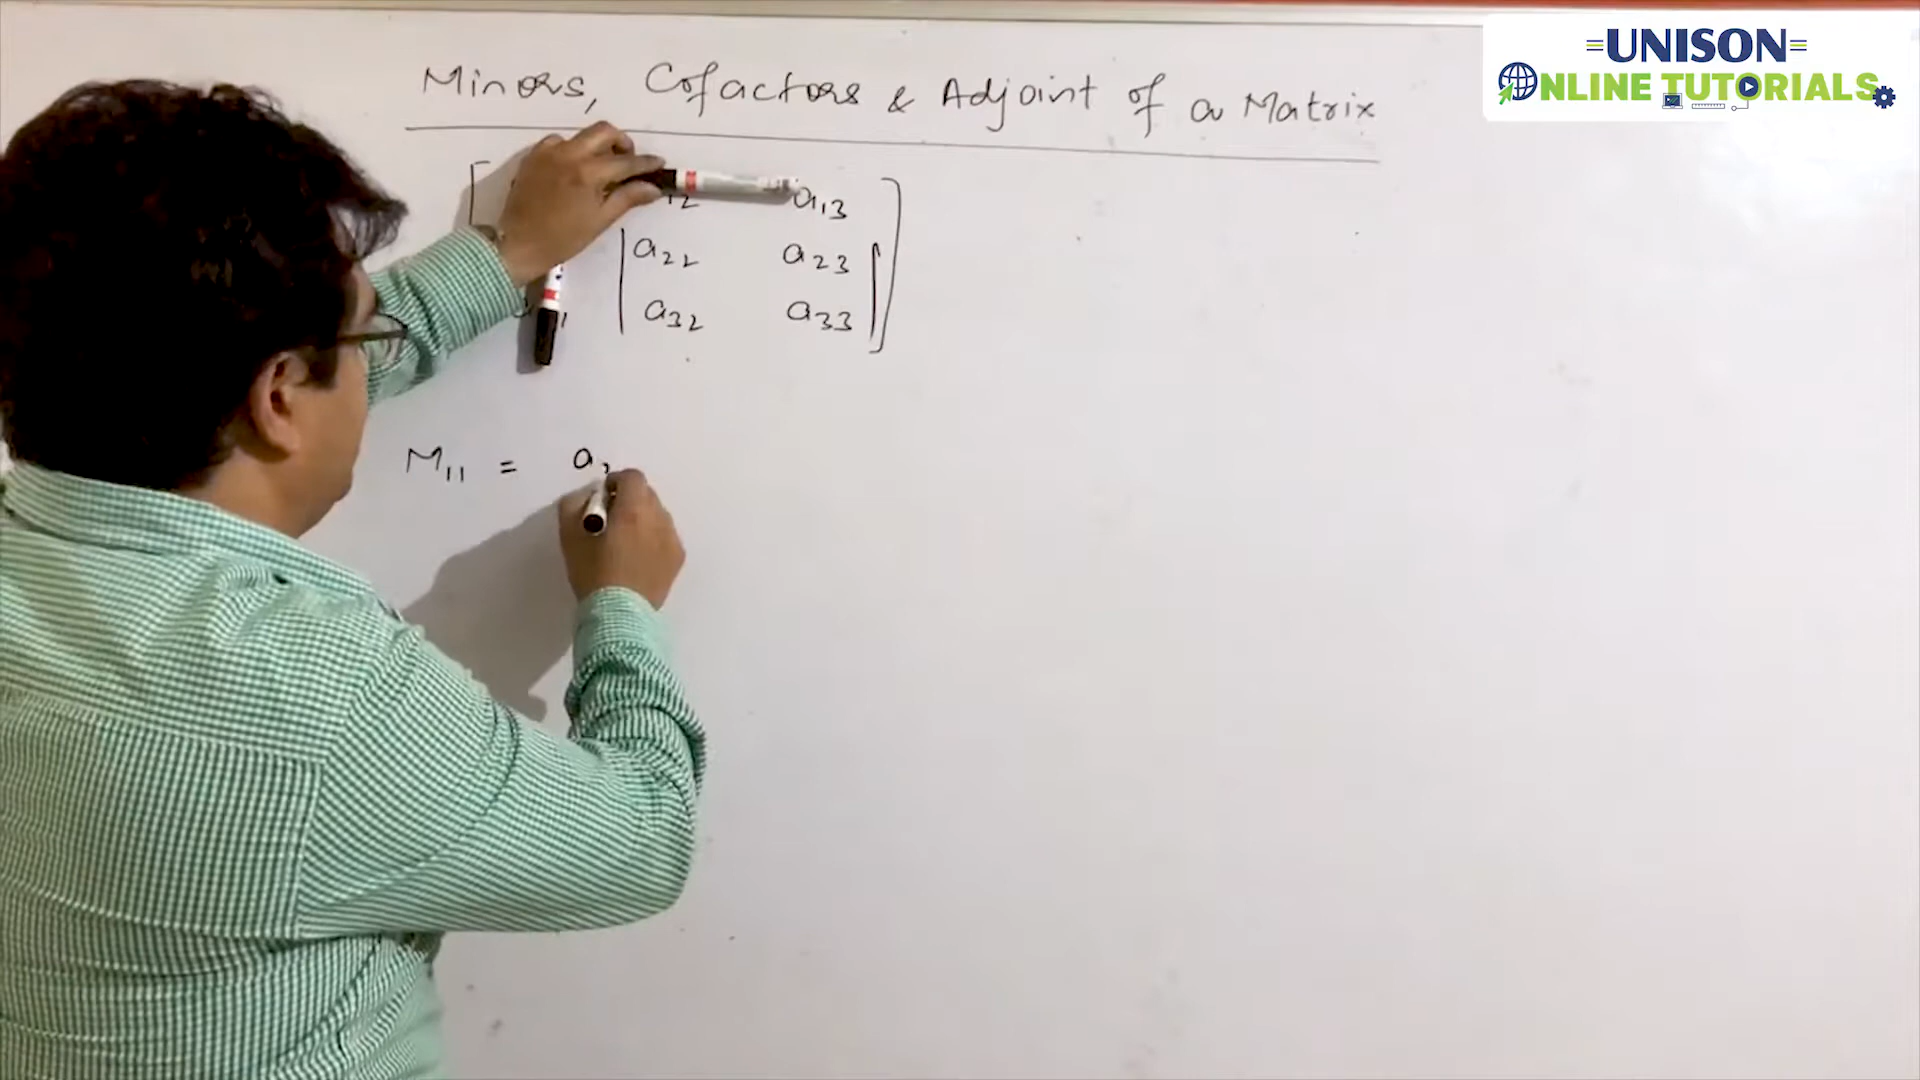 UNISON
ONLINE TUTORIALS
Minors, Cofactors & Adjoint of a Matrix
a13
a22 a23
a32 a33
M11 = a